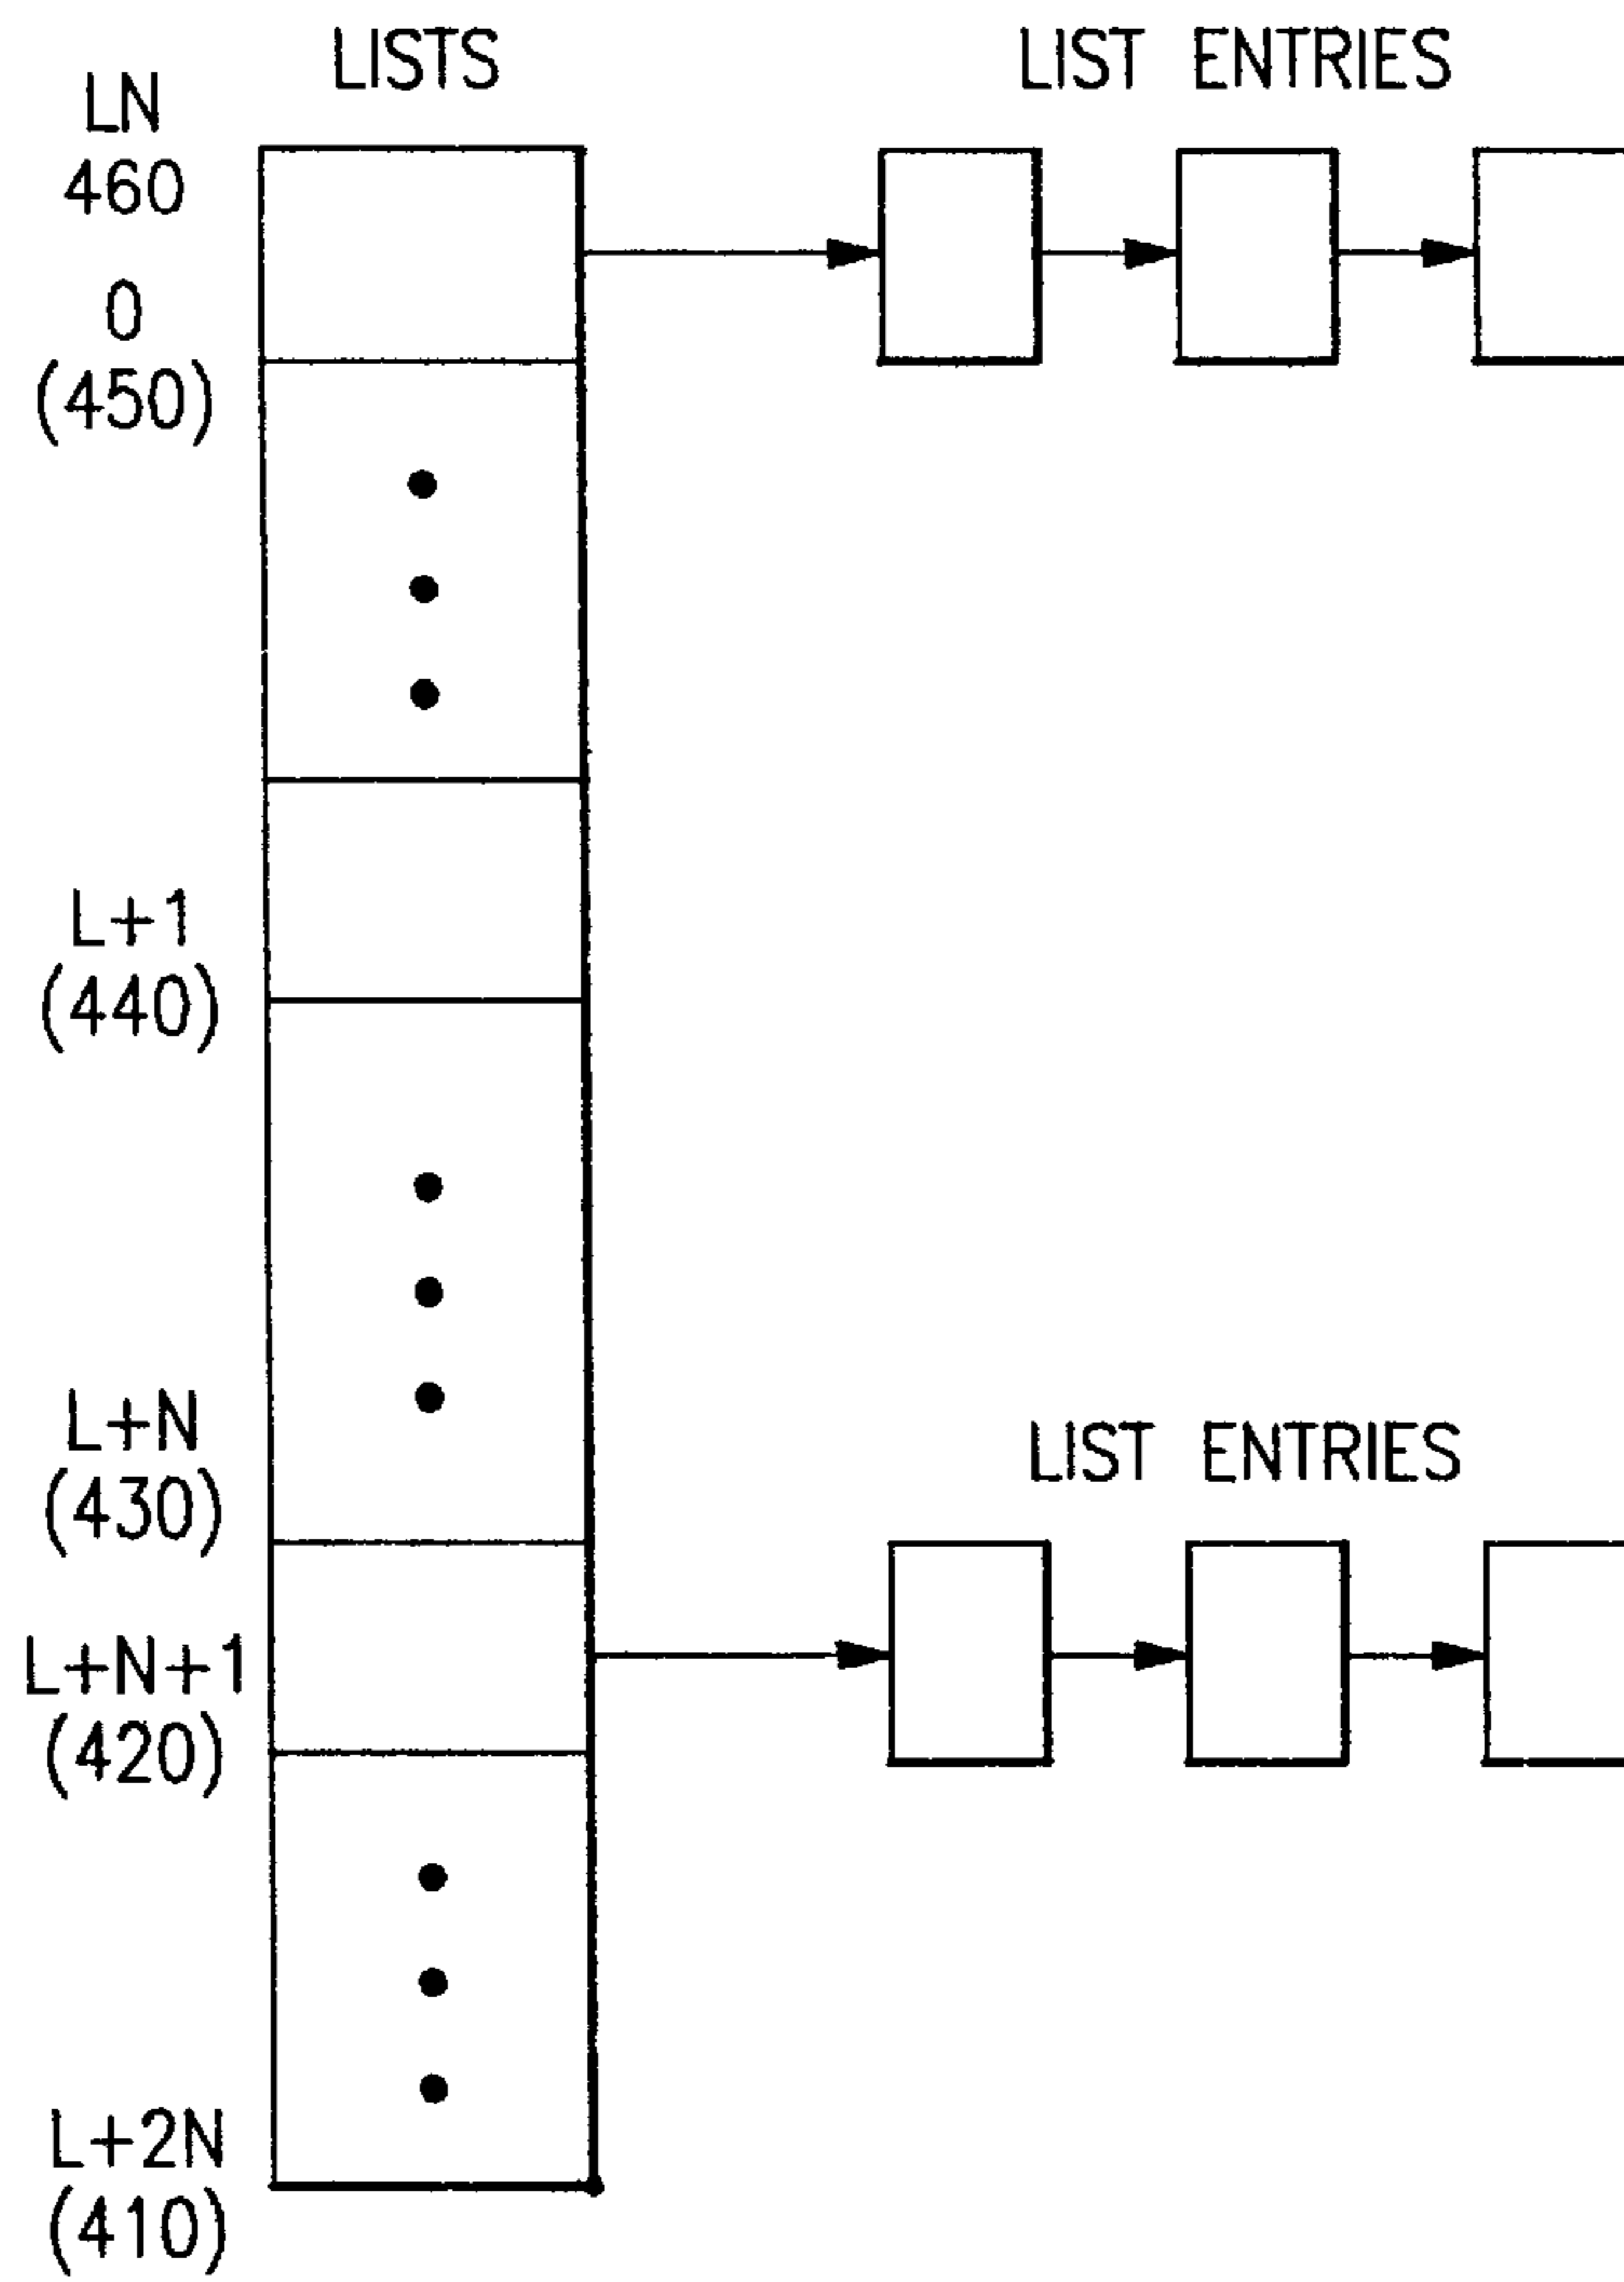 LISTS
LIST ENTRIES
LN
460
0
(450)
L+1
(440)
L+N
(430)
LIST ENTRIES
L+N+1
(420)
L+2N
(410)